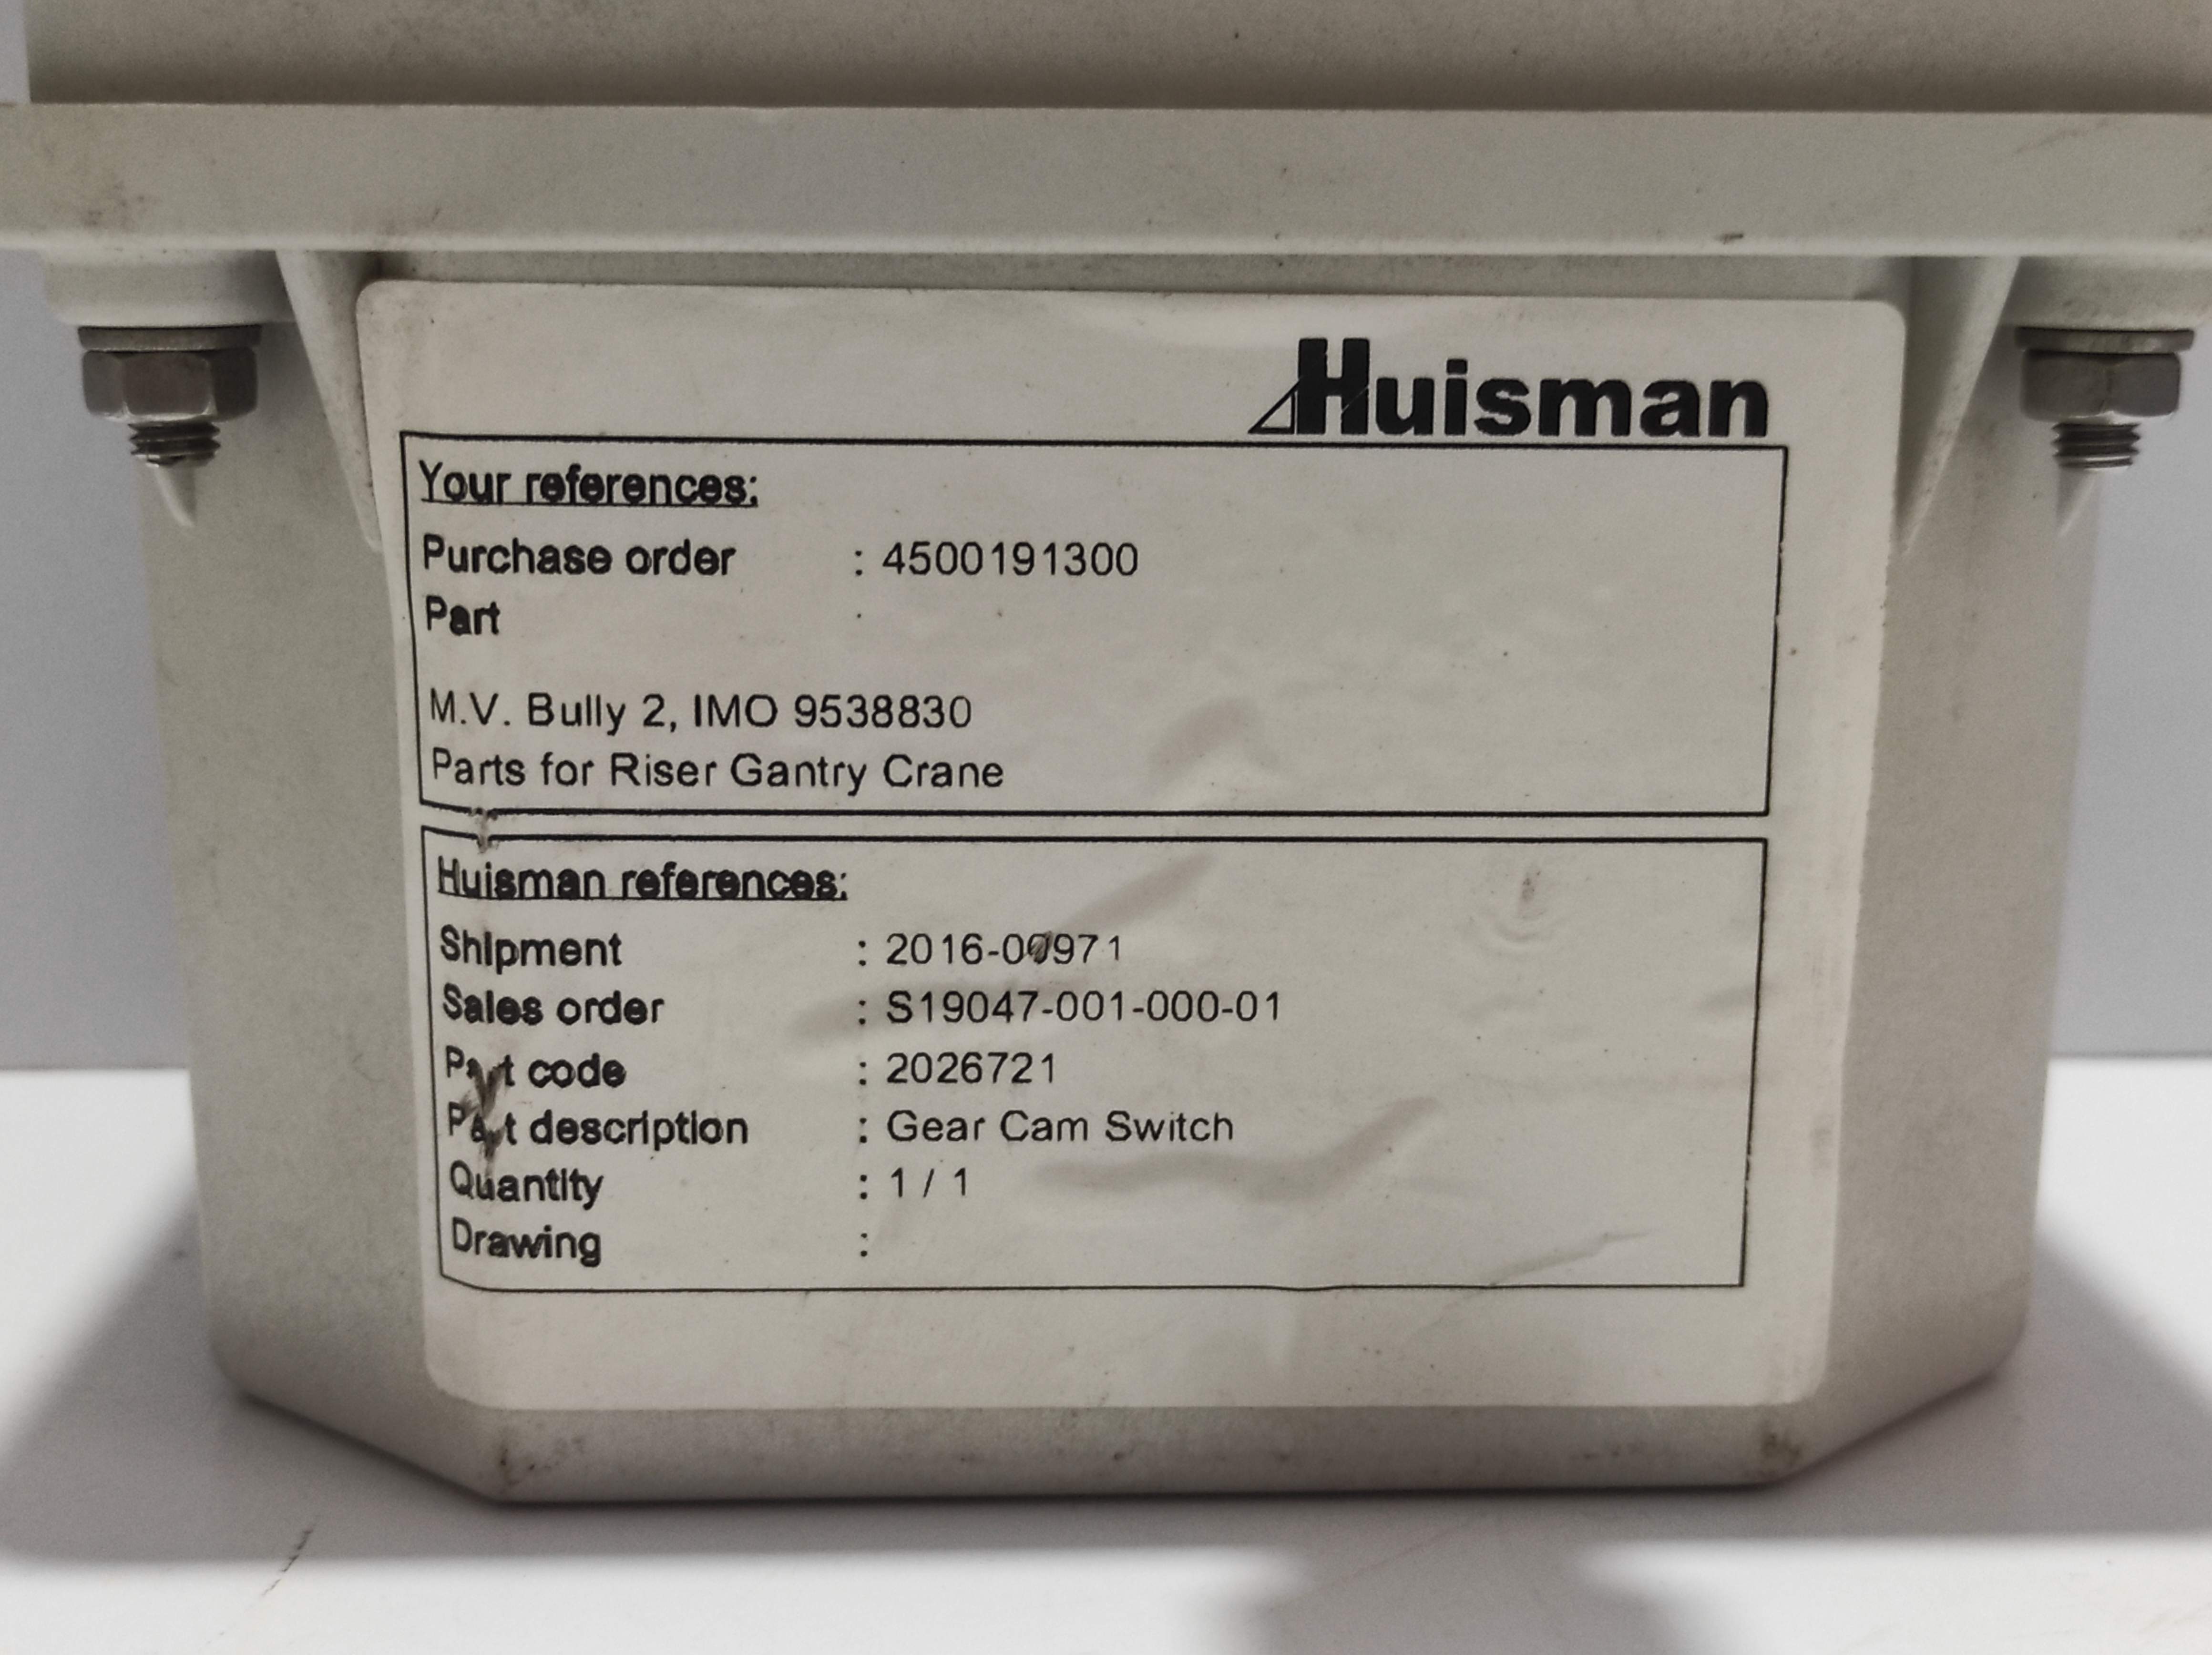 Huisman
Your references:
Purchase order : 4500191300
Part :
M.V. Bully 2, IMO 9538830
Parts for Riser Gantry Crane
Huisman references:
Shipment : 2016-00971
Sales order : S19047-001-000-01
Part code : 2026721
Part description : Gear Cam Switch
Quantity : 1 / 1
Drawing :